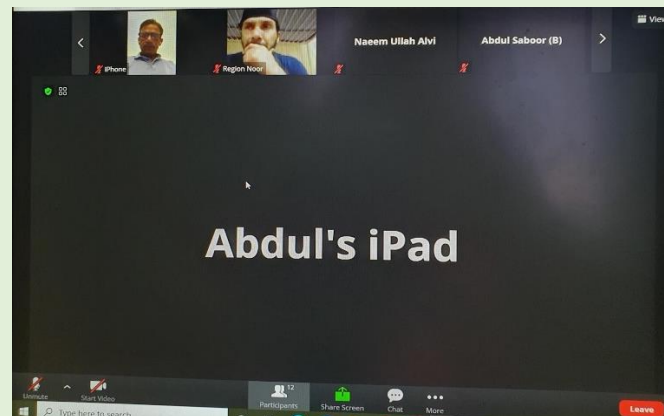 View
iPhone
Region Noor
Naeem Ullah Alvi
Abdul Saboor (B)
Abdul's iPad
12
Unmute
Start Video
Participants
Share Screen
Chat
More
Leave
Type here to search